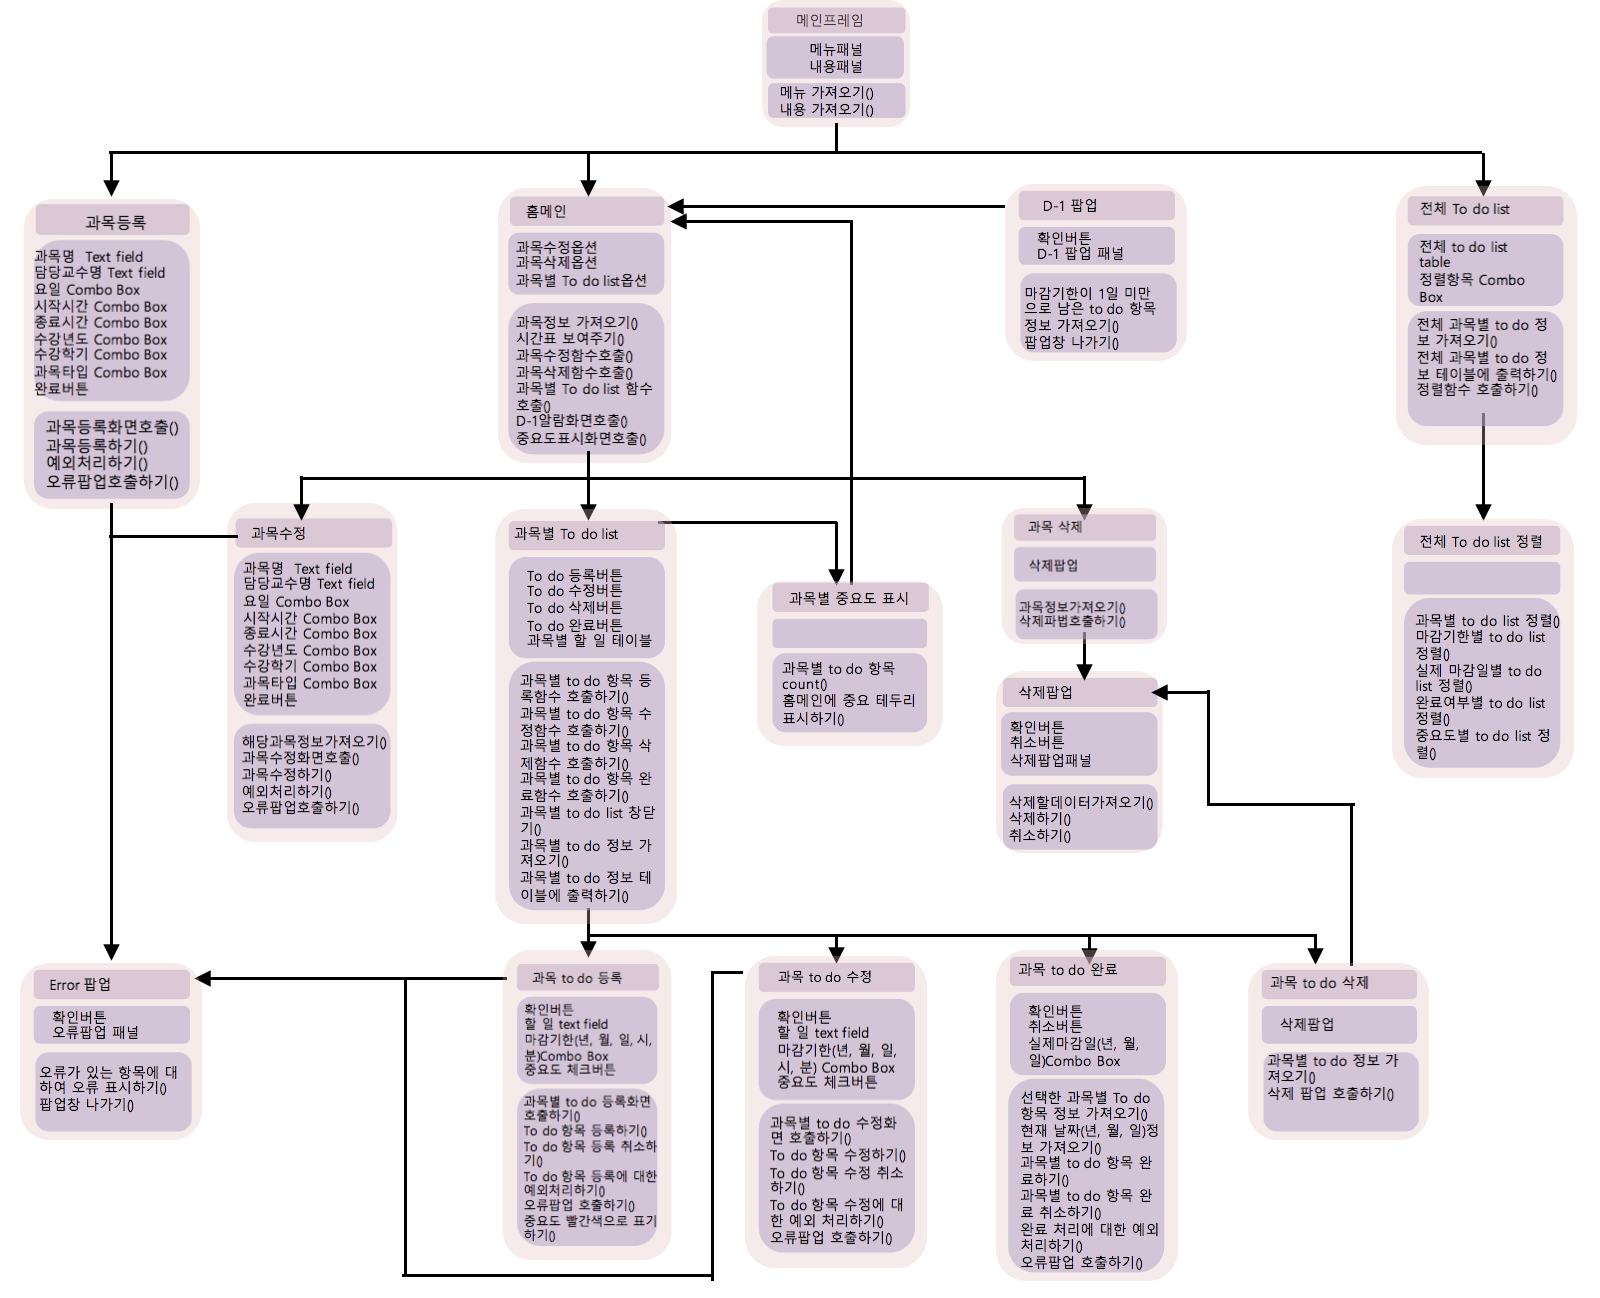 메인프레임
메뉴패널
내용패널
메뉴 가져오기()
내용 가져오기()
과목등록
과목명  Text field
담당교수명 Text field
요일 Combo Box
시작시간 Combo Box
종료시간 Combo Box
수강년도 Combo Box
수강학기 Combo Box
과목타입 Combo Box
완료버튼
과목등록화면호출()
과목등록하기()
예외처리하기()
오류팝업호출하기()
홈메인
과목수정옵션
과목삭제옵션
과목별 To do list옵션
과목정보 가져오기()
시간표 보여주기()
과목수정함수호출()
과목삭제함수호출()
과목별 To do list 함수
호출()
D-1알람화면호출()
중요도표시화면호출()
D-1 팝업
확인버튼
D-1 팝업 패널
마감기한이 1일 미만
으로 남은 to do 항목
정보 가져오기()
팝업창 나가기()
전체 To do list
전체 to do list
table
정렬항목 Combo
Box
전체 과목별 to do 정
보 가져오기()
전체 과목별 to do 정
보 테이블에 출력하기()
정렬함수 호출하기()
과목수정
과목명  Text field
담당교수명 Text field
요일 Combo Box
시작시간 Combo Box
종료시간 Combo Box
수강년도 Combo Box
수강학기 Combo Box
과목타입 Combo Box
완료버튼
해당과목정보가져오기()
과목수정화면호출()
과목수정하기()
예외처리하기()
오류팝업호출하기()
과목별 To do list
To do 등록버튼
To do 수정버튼
To do 삭제버튼
To do 완료버튼
과목별 할 일 테이블
과목별 to do 항목 등
록함수 호출하기()
과목별 to do 항목 수
정함수 호출하기()
과목별 to do 항목 삭
제함수 호출하기()
과목별 to do 항목 완
료함수 호출하기()
과목별 to do list 창닫
기()
과목별 to do 정보 가
져오기()
과목별 to do 정보 테
이블에 출력하기()
과목별 중요도 표시
과목별 to do 항목
count()
홈메인에 중요 테두리
표시하기()
과목 삭제
삭제팝업
과목정보가져오기()
삭제파법호출하기()
삭제팝업
확인버튼
취소버튼
삭제팝업패널
삭제할데이터가져오기()
삭제하기()
취소하기()
전체 To do list 정렬
과목별 to do list 정렬()
마감기한별 to do list
정렬()
실제 마감일별 to do
list 정렬()
완료여부별 to do list
정렬()
중요도별 to do list 정
렬()
Error 팝업
확인버튼
오류팝업 패널
오류가 있는 항목에 대
하여 오류 표시하기()
팝업창 나가기()
과목 to do 등록
확인버튼
할 일 text field
마감기한(년, 월, 일, 시,
분)Combo Box
중요도 체크버튼
과목별 to do 등록화면
호출하기()
To do 항목 등록하기()
To do 항목 등록 취소하
기()
To do 항목 등록에 대한
예외처리하기()
오류팝업 호출하기()
중요도 빨간색으로 표기
하기()
과목 to do 수정
확인버튼
할 일 text field
마감기한(년, 월, 일,
시, 분) Combo Box
중요도 체크버튼
과목별 to do 수정화
면 호출하기()
To do 항목 수정하기()
To do 항목 수정 취소
하기()
To do 항목 수정에 대
한 예외 처리하기()
오류팝업 호출하기()
과목 to do 완료
확인버튼
취소버튼
실제마감일(년, 월,
일)Combo Box
선택한 과목별 To do
항목 정보 가져오기()
현재 날짜(년, 월, 일)정
보 가져오기()
과목별 to do 항목 완
료하기()
과목별 to do 항목 완
료 취소하기()
완료 처리에 대한 예외
처리하기()
오류팝업 호출하기()
과목 to do 삭제
삭제팝업
과목별 to do 정보 가
져오기()
삭제 팝업 호출하기()